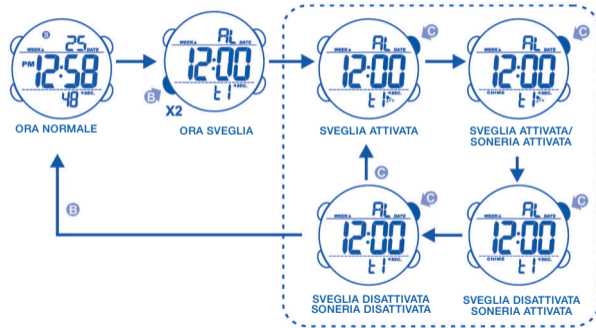 S
25
WEEK▲ DATE
PM 12:58
48 ◄SEC.
ORA NORMALE
AL
WEEK▲ DATE
12:00
t1 ◄SEC.
B
X2
ORA SVEGLIA
C
AL
WEEK▲ DATE
12:00
t1 ◄SEC.
SVEGLIA ATTIVATA
C
AL
WEEK▲ DATE
12:00
CHIME t1 ◄SEC.
SVEGLIA ATTIVATA/
SONERIA ATTIVATA
C
B
C
AL
WEEK▲ DATE
12:00
t1 ◄SEC.
SVEGLIA DISATTIVATA
SONERIA DISATTIVATA
C
AL
WEEK▲ DATE
12:00
CHIME t1 ◄SEC.
SVEGLIA DISATTIVATA
SONERIA ATTIVATA